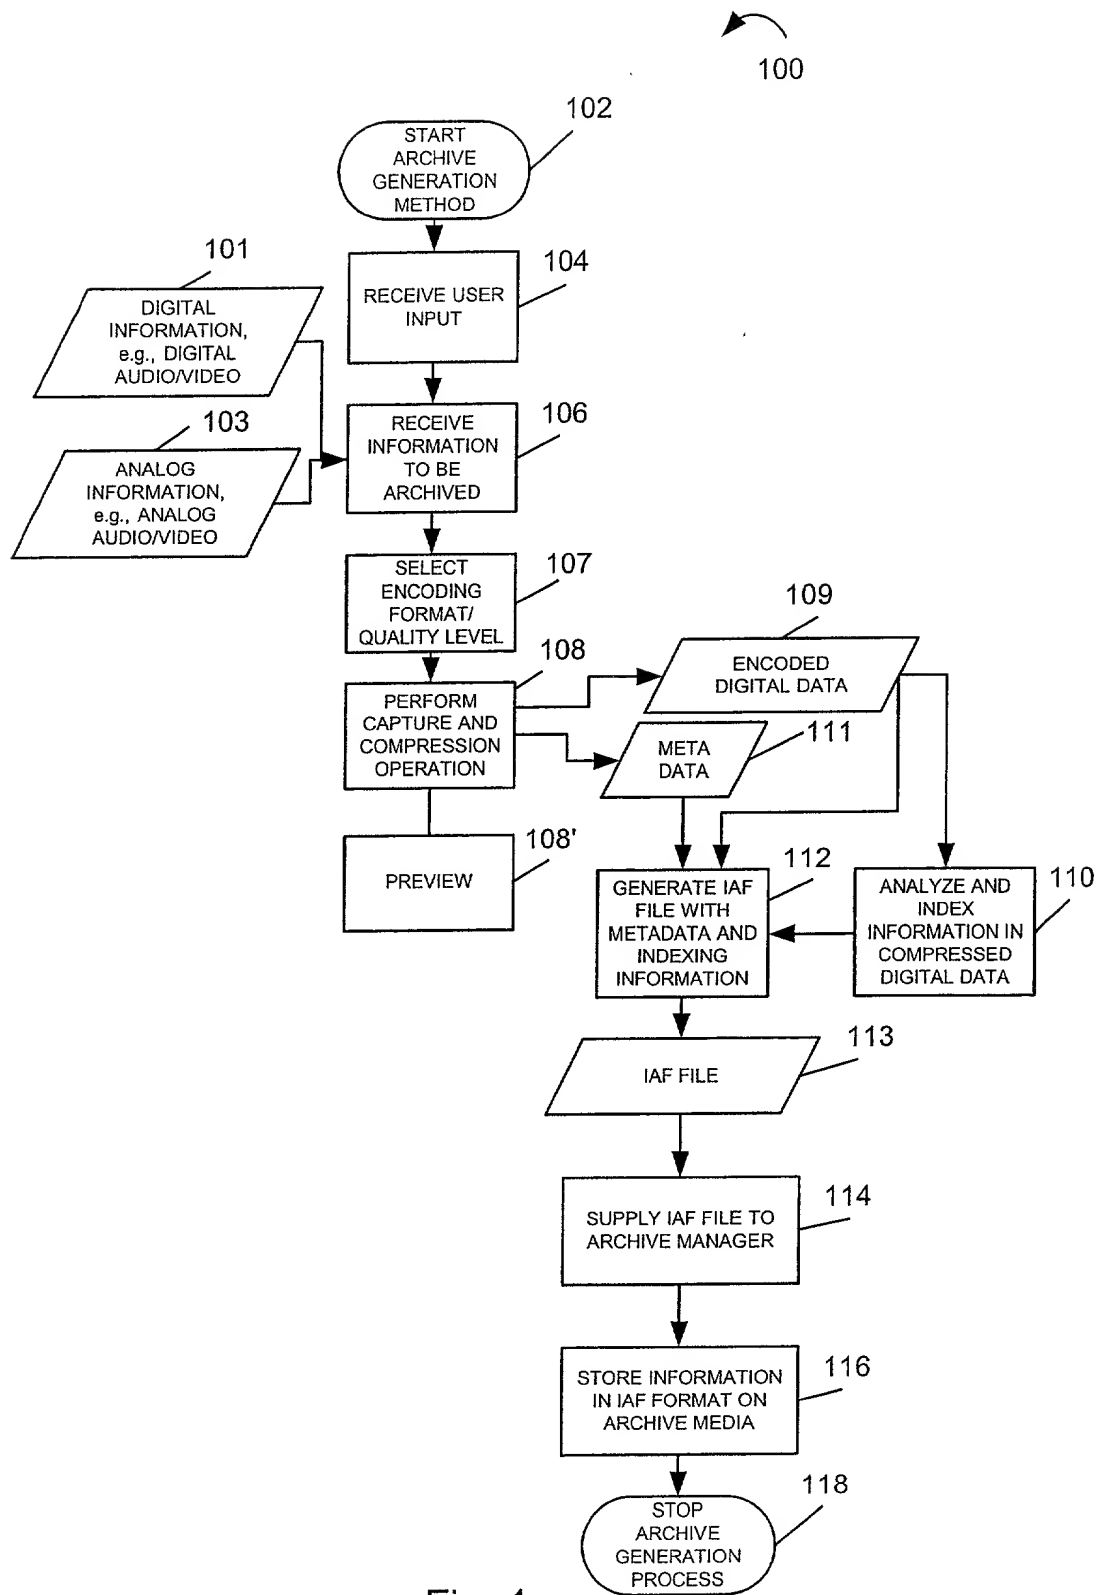 100
102
START
ARCHIVE
GENERATION
METHOD
101
104
DIGITAL
INFORMATION,
e.g., DIGITAL
AUDIO/VIDEO
RECEIVE USER
INPUT
103
106
ANALOG
INFORMATION,
e.g., ANALOG
AUDIO/VIDEO
RECEIVE
INFORMATION
TO BE
ARCHIVED
107
SELECT
ENCODING
FORMAT/
QUALITY LEVEL
109
ENCODED
DIGITAL DATA
108
PERFORM
CAPTURE AND
COMPRESSION
OPERATION
111
META
DATA
108'
PREVIEW
112
GENERATE IAF
FILE WITH
METADATA AND
INDEXING
INFORMATION
110
ANALYZE AND
INDEX
INFORMATION IN
COMPRESSED
DIGITAL DATA
113
IAF FILE
114
SUPPLY IAF FILE TO
ARCHIVE MANAGER
116
STORE INFORMATION
IN IAF FORMAT ON
ARCHIVE MEDIA
118
STOP
ARCHIVE
GENERATION
PROCESS